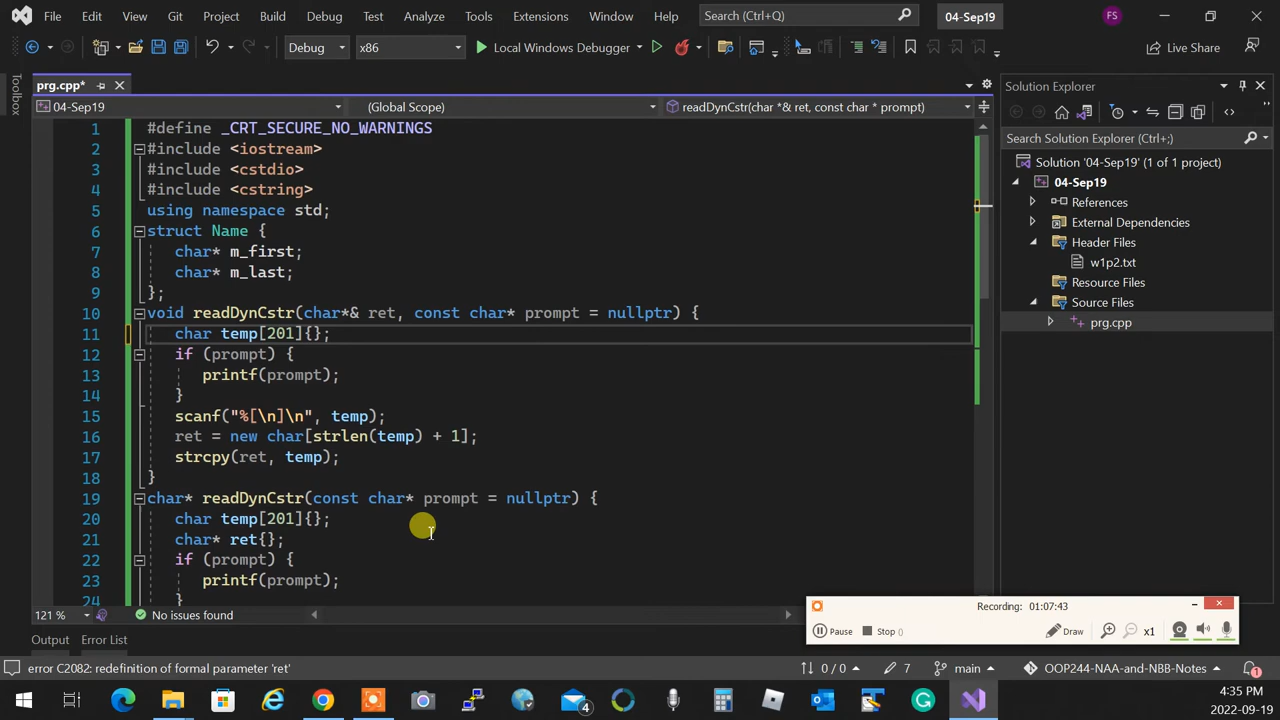 File Edit View Git Project Build Debug Test Analyze Tools Extensions Window Help Search (Ctrl+Q) 04-Sep19 FS
Debug x86 Local Windows Debugger Live Share
Toolbox
prg.cpp*
04-Sep19 (Global Scope) readDynCstr(char *& ret, const char * prompt)
1 #define _CRT_SECURE_NO_WARNINGS
2 #include <iostream>
3 #include <cstdio>
4 #include <cstring>
5 using namespace std;
6 struct Name {
7 char* m_first;
8 char* m_last;
9 };
10 void readDynCstr(char*& ret, const char* prompt = nullptr) {
11 char temp[201]{};
12 if (prompt) {
13 printf(prompt);
14 }
15 scanf("%[\n]\n", temp);
16 ret = new char[strlen(temp) + 1];
17 strcpy(ret, temp);
18 }
19 char* readDynCstr(const char* prompt = nullptr) {
20 char temp[201]{};
21 char* ret{};
22 if (prompt) {
23 printf(prompt);
24 }
121 % No issues found
Output Error List
error C2082: redefinition of formal parameter 'ret'
Solution Explorer
Search Solution Explorer (Ctrl+;)
Solution '04-Sep19' (1 of 1 project)
04-Sep19
References
External Dependencies
Header Files
w1p2.txt
Resource Files
Source Files
prg.cpp
Recording: 01:07:43
Pause Stop () Draw x1
0 / 0 7 main OOP244-NAA-and-NBB-Notes 1
4
4:35 PM
2022-09-19